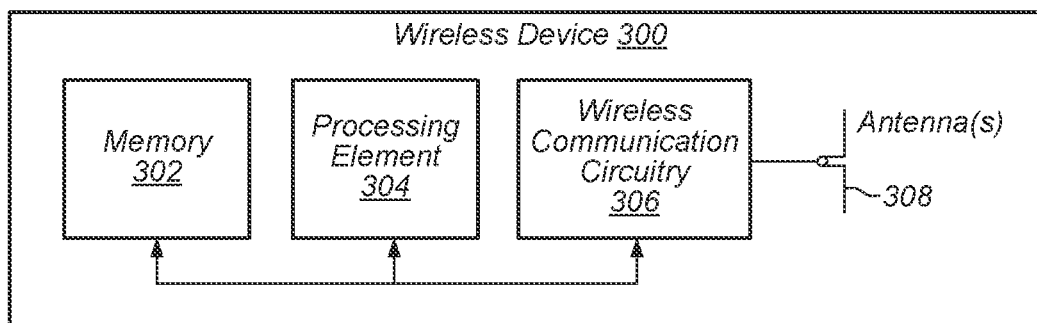 Wireless Device 300
Memory
302
Processing
Element
304
Wireless
Communication
Circuitry
306
Antenna(s)
308